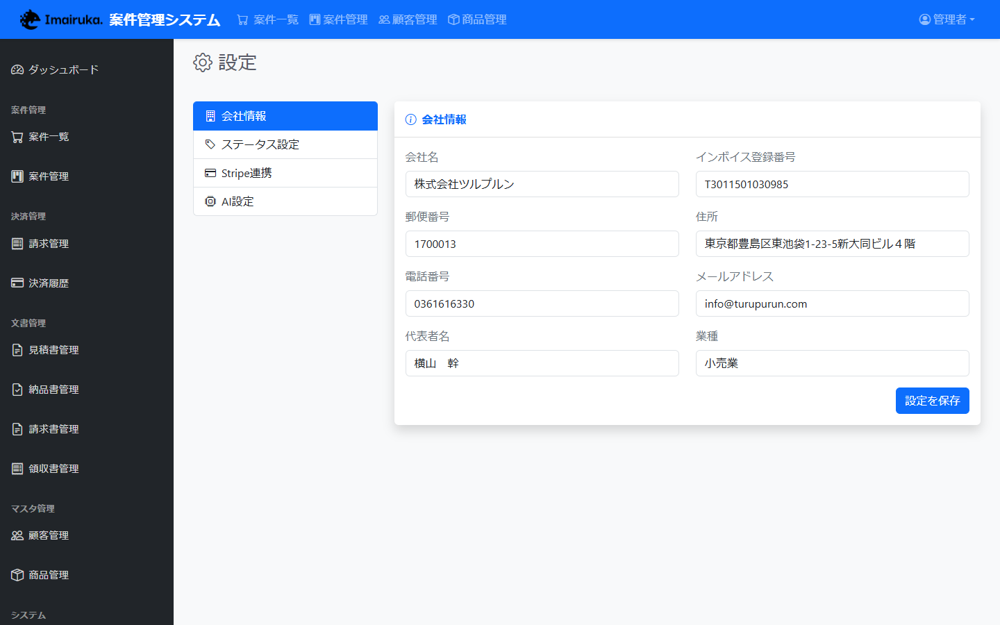 Imairuka. 案件管理システム 案件一覧 案件管理 顧客管理 商品管理 管理者
ダッシュボード
案件管理
案件一覧
案件管理
決済管理
請求管理
決済履歴
文書管理
見積書管理
納品書管理
請求書管理
領収書管理
マスタ管理
顧客管理
商品管理
システム
設定
会社情報
ステータス設定
Stripe連携
AI設定
会社情報
会社名
株式会社ツルプルン
インボイス登録番号
T3011501030985
郵便番号
1700013
住所
東京都豊島区東池袋1-23-5新大同ビル４階
電話番号
0361616330
メールアドレス
info@turupurun.com
代表者名
横山　幹
業種
小売業
設定を保存